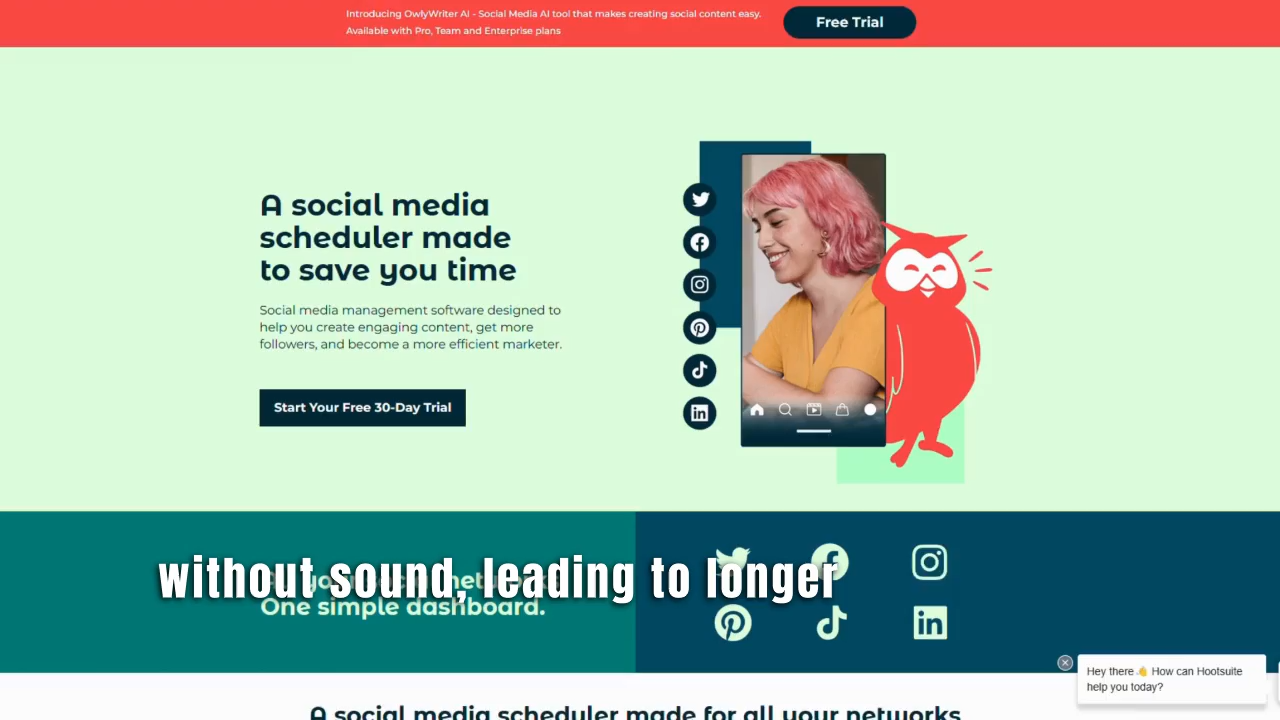 Introducing OwlyWriter AI - Social Media AI tool that makes creating social content easy.
Available with Pro, Team and Enterprise plans
Free Trial
A social media
scheduler made
to save you time
Social media management software designed to
help you create engaging content, get more
followers, and become a more efficient marketer.
Start Your Free 30-Day Trial
without sound, leading to longer
One simple dashboard.
Hey there 👋 How can Hootsuite
help you today?
A social media scheduler made for all your networks